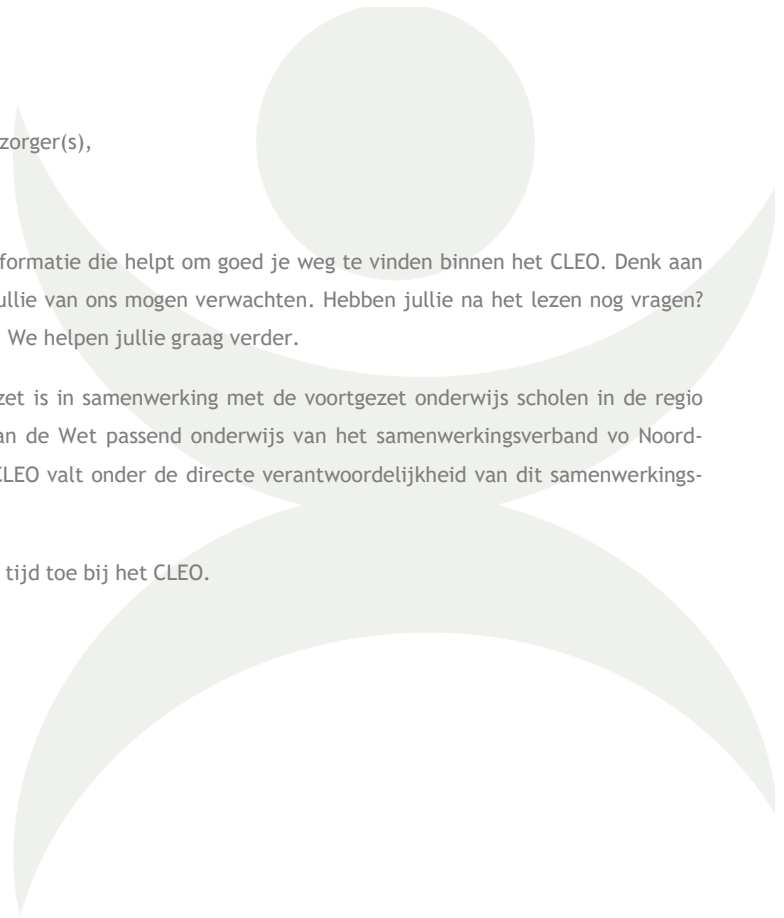 zorger(s),
formatie die helpt om goed je weg te vinden binnen het CLEO. Denk aan
ullie van ons mogen verwachten. Hebben jullie na het lezen nog vragen?
We helpen jullie graag verder.
zet is in samenwerking met de voortgezet onderwijs scholen in de regio
an de Wet passend onderwijs van het samenwerkingsverband vo Noord-
CLEO valt onder de directe verantwoordelijkheid van dit samenwerkings-
tijd toe bij het CLEO.